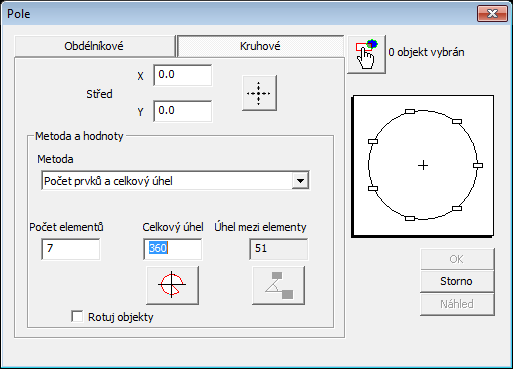 Pole
Obdélníkové
Kruhové
0 objekt vybrán
X 0.0
Střed
Y 0.0
Metoda a hodnoty
Metoda
Počet prvků a celkový úhel
Počet elementů Celkový úhel Úhel mezi elementy
7 360 51
Rotuj objekty
OK
Storno
Náhled